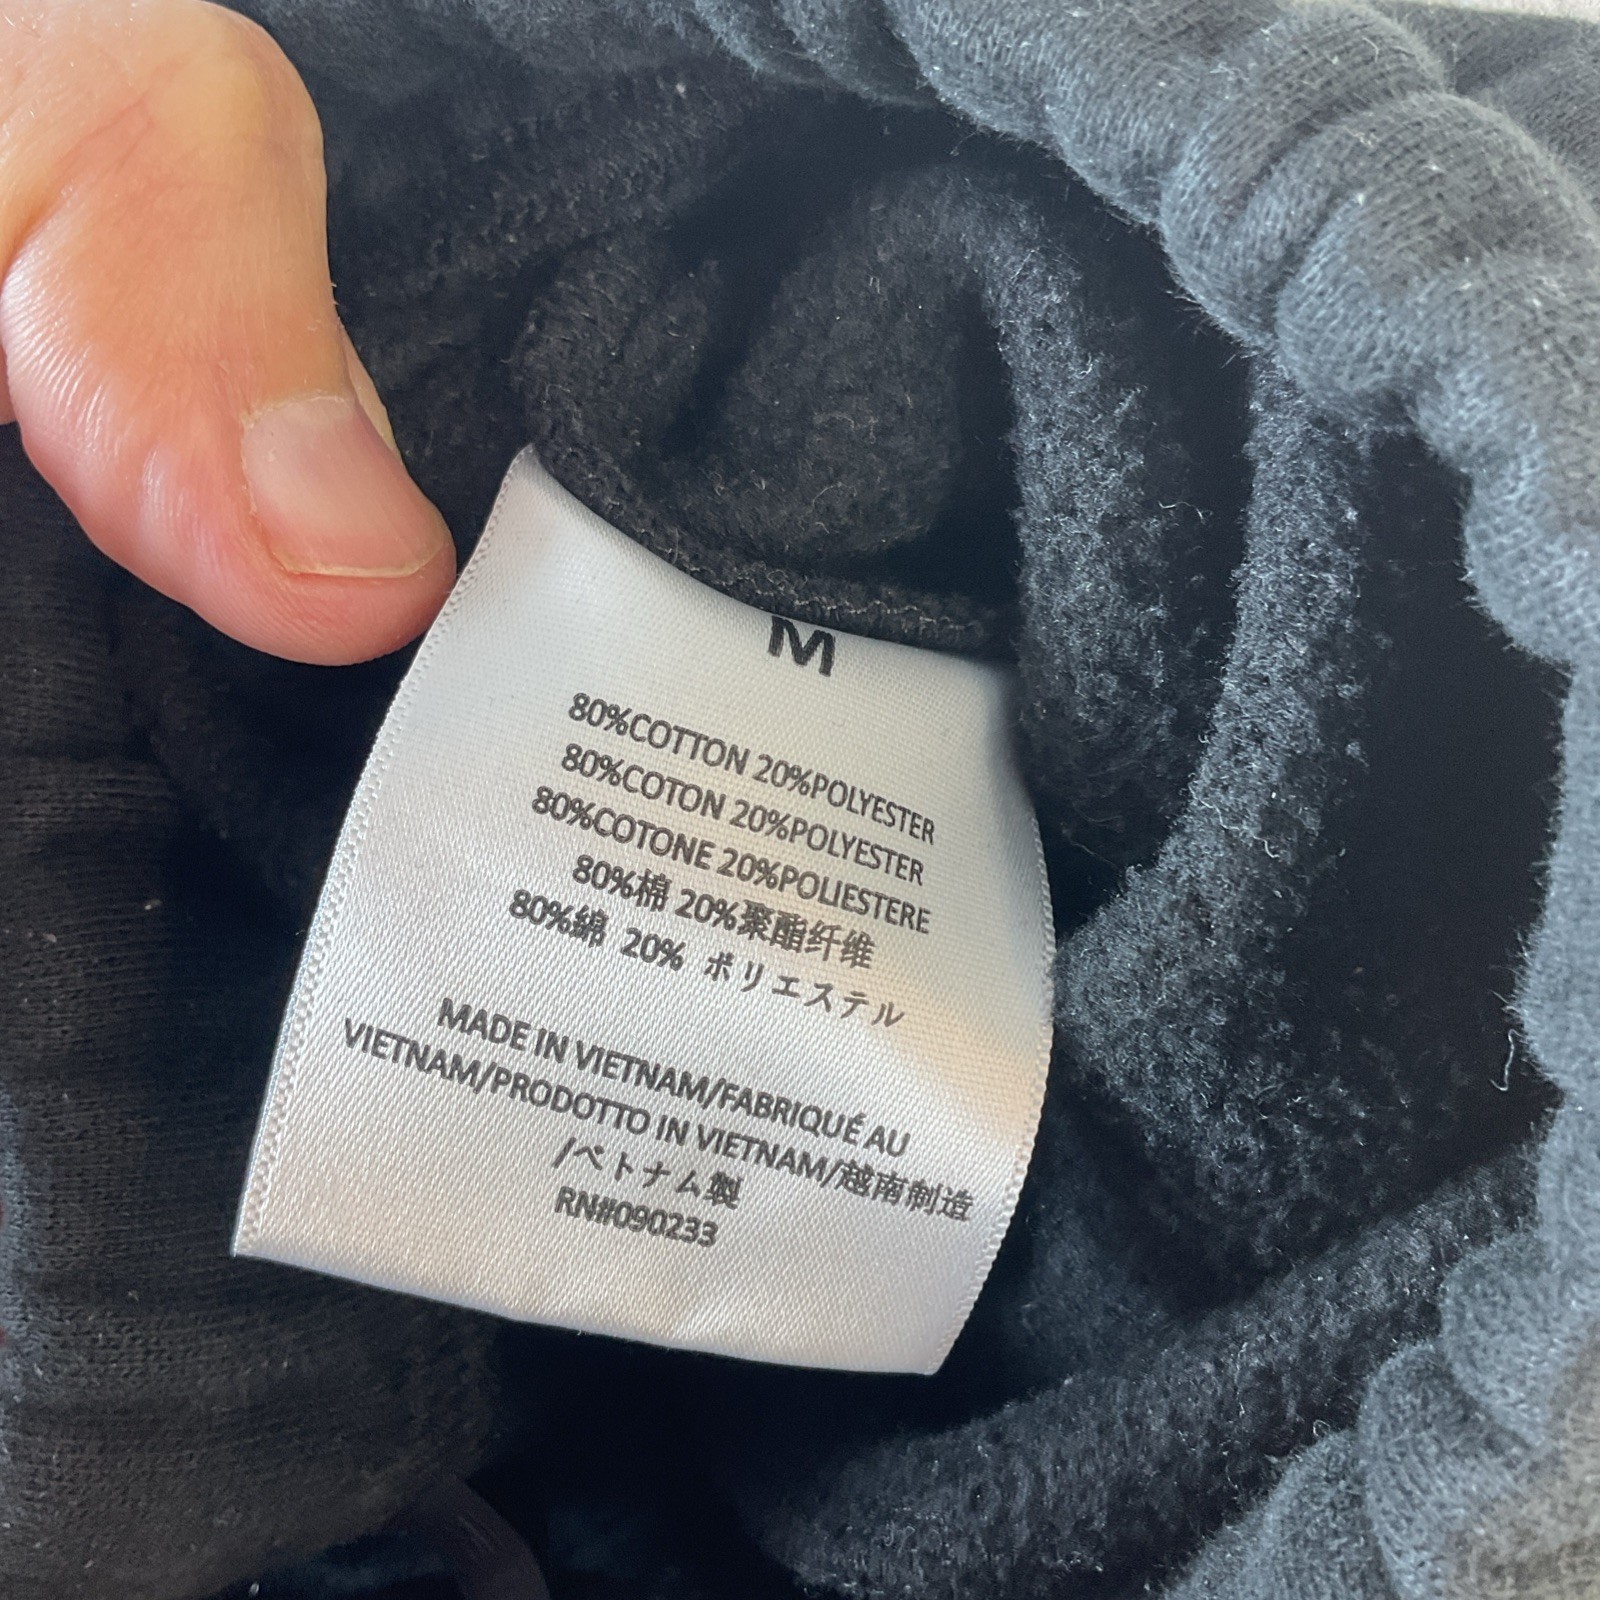 M
80%COTTON 20%POLYESTER
80%COTON 20%POLYESTER
80%COTONE 20%POLIESTERE
80%棉 20%聚酯纤维
80%綿 20% ポリエステル
MADE IN VIETNAM/FABRIQUÉ AU
VIETNAM/PRODOTTO IN VIETNAM/越南制造
/ベトナム製
RN#090233